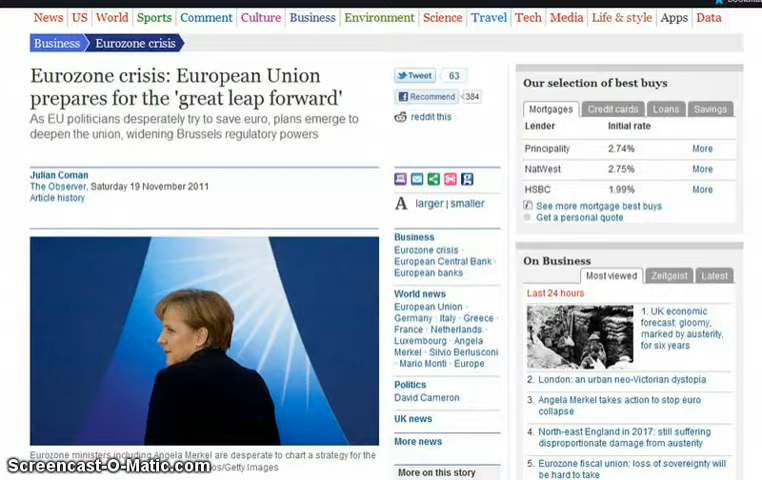 News US World Sports Comment Culture Business Environment Science Travel Tech Media Life & style Apps Data
Business Eurozone crisis
Eurozone crisis: European Union
prepares for the 'great leap forward'
As EU politicians desperately try to save euro, plans emerge to
deepen the union, widening Brussels regulatory powers
Julian Coman
The Observer, Saturday 19 November 2011
Article history
Eurozone ministers including Angela Merkel are desperate to chart a strategy for the
os/Getty Images
Screencast-O-Matic.com
Tweet 63
Recommend 384
reddit this
A larger | smaller
Business
Eurozone crisis ·
European Central Bank ·
European banks
World news
European Union ·
Germany · Italy · Greece ·
France · Netherlands ·
Luxembourg · Angela
Merkel · Silvio Berlusconi
· Mario Monti · Europe
Politics
David Cameron
UK news
More news
More on this story
Our selection of best buys
Mortgages Credit cards Loans Savings
Lender Initial rate
Principality 2.74% More
NatWest 2.75% More
HSBC 1.99% More
See more mortgage best buys
Get a personal quote
On Business
Most viewed Zeitgeist Latest
Last 24 hours
1. UK economic
forecast: gloomy,
marked by austerity,
for six years
2. London: an urban neo-Victorian dystopia
3. Angela Merkel takes action to stop euro
collapse
4. North-east England in 2017: still suffering
disproportionate damage from austerity
5. Eurozone fiscal union: loss of sovereignty will
be hard to take